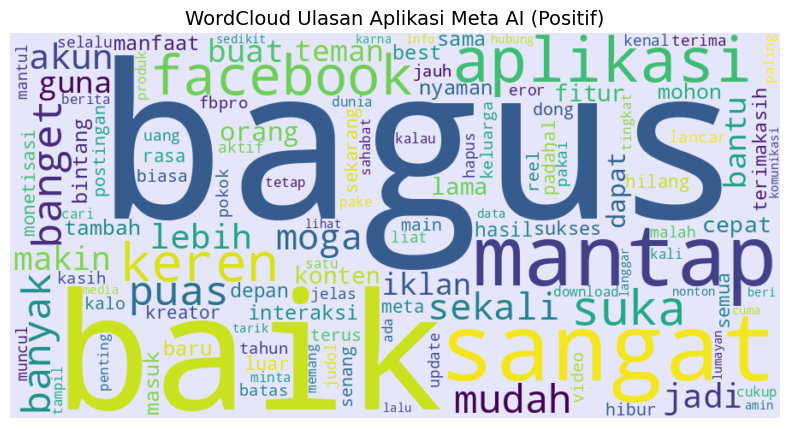 WordCloud Ulasan Aplikasi Meta AI (Positif)
mantul
selalu
manfaat
sedikit
karna
info
hubung
akun
produk
buat
teman
best
sama
kenal
terima
paling
facebook
aplikasi
guna
berita
fbpro
jauh
nyaman
eror
fitur
mohon
bagus
banget
bintang
postingan
monetisasi
uang
rasa
biasa
orang
aktif
dunia
sekarang
sahabat
kalau
hapus
keluarga
dong
padahal
pakai
reel
tingkat
lancar
bantu
terimakasih
komunikasi
cari
tambah
pokok
tetap
pake
lama
hilang
dapat
lebih
moga
lihat
main
liat
data
hasil
sukses
malah
cepat
makin
kasih
keren
satu
konten
iklan
mantap
langgar
kali
semua
nonton
beri
banyak
media
kalo
puas
depan
jelas
meta
sekali
download
suka
cuma
kreator
interaksi
muncul
tampil
penting
baik
masuk
baru
tarik
tahun
luar
minta
batas
terus
memang
senang
judol
ada
lalu
update
sangat
mudah
video
hibur
jadi
lumayan
cukup
amin